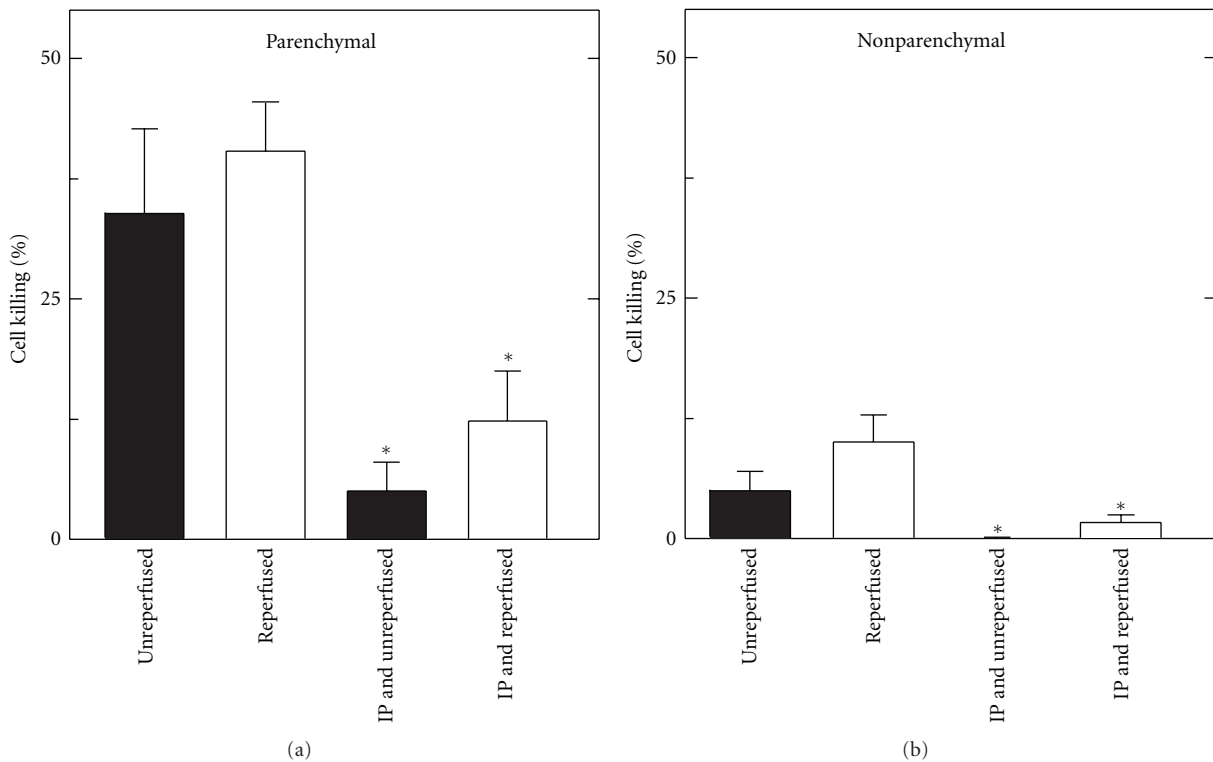 Parenchymal
50
25
0
Cell killing (%)
*
*
Unreperfused
Reperfused
IP and unreperfused
IP and reperfused
(a)
Nonparenchymal
50
25
0
Cell killing (%)
*
*
Unreperfused
Reperfused
IP and unreperfused
IP and reperfused
(b)